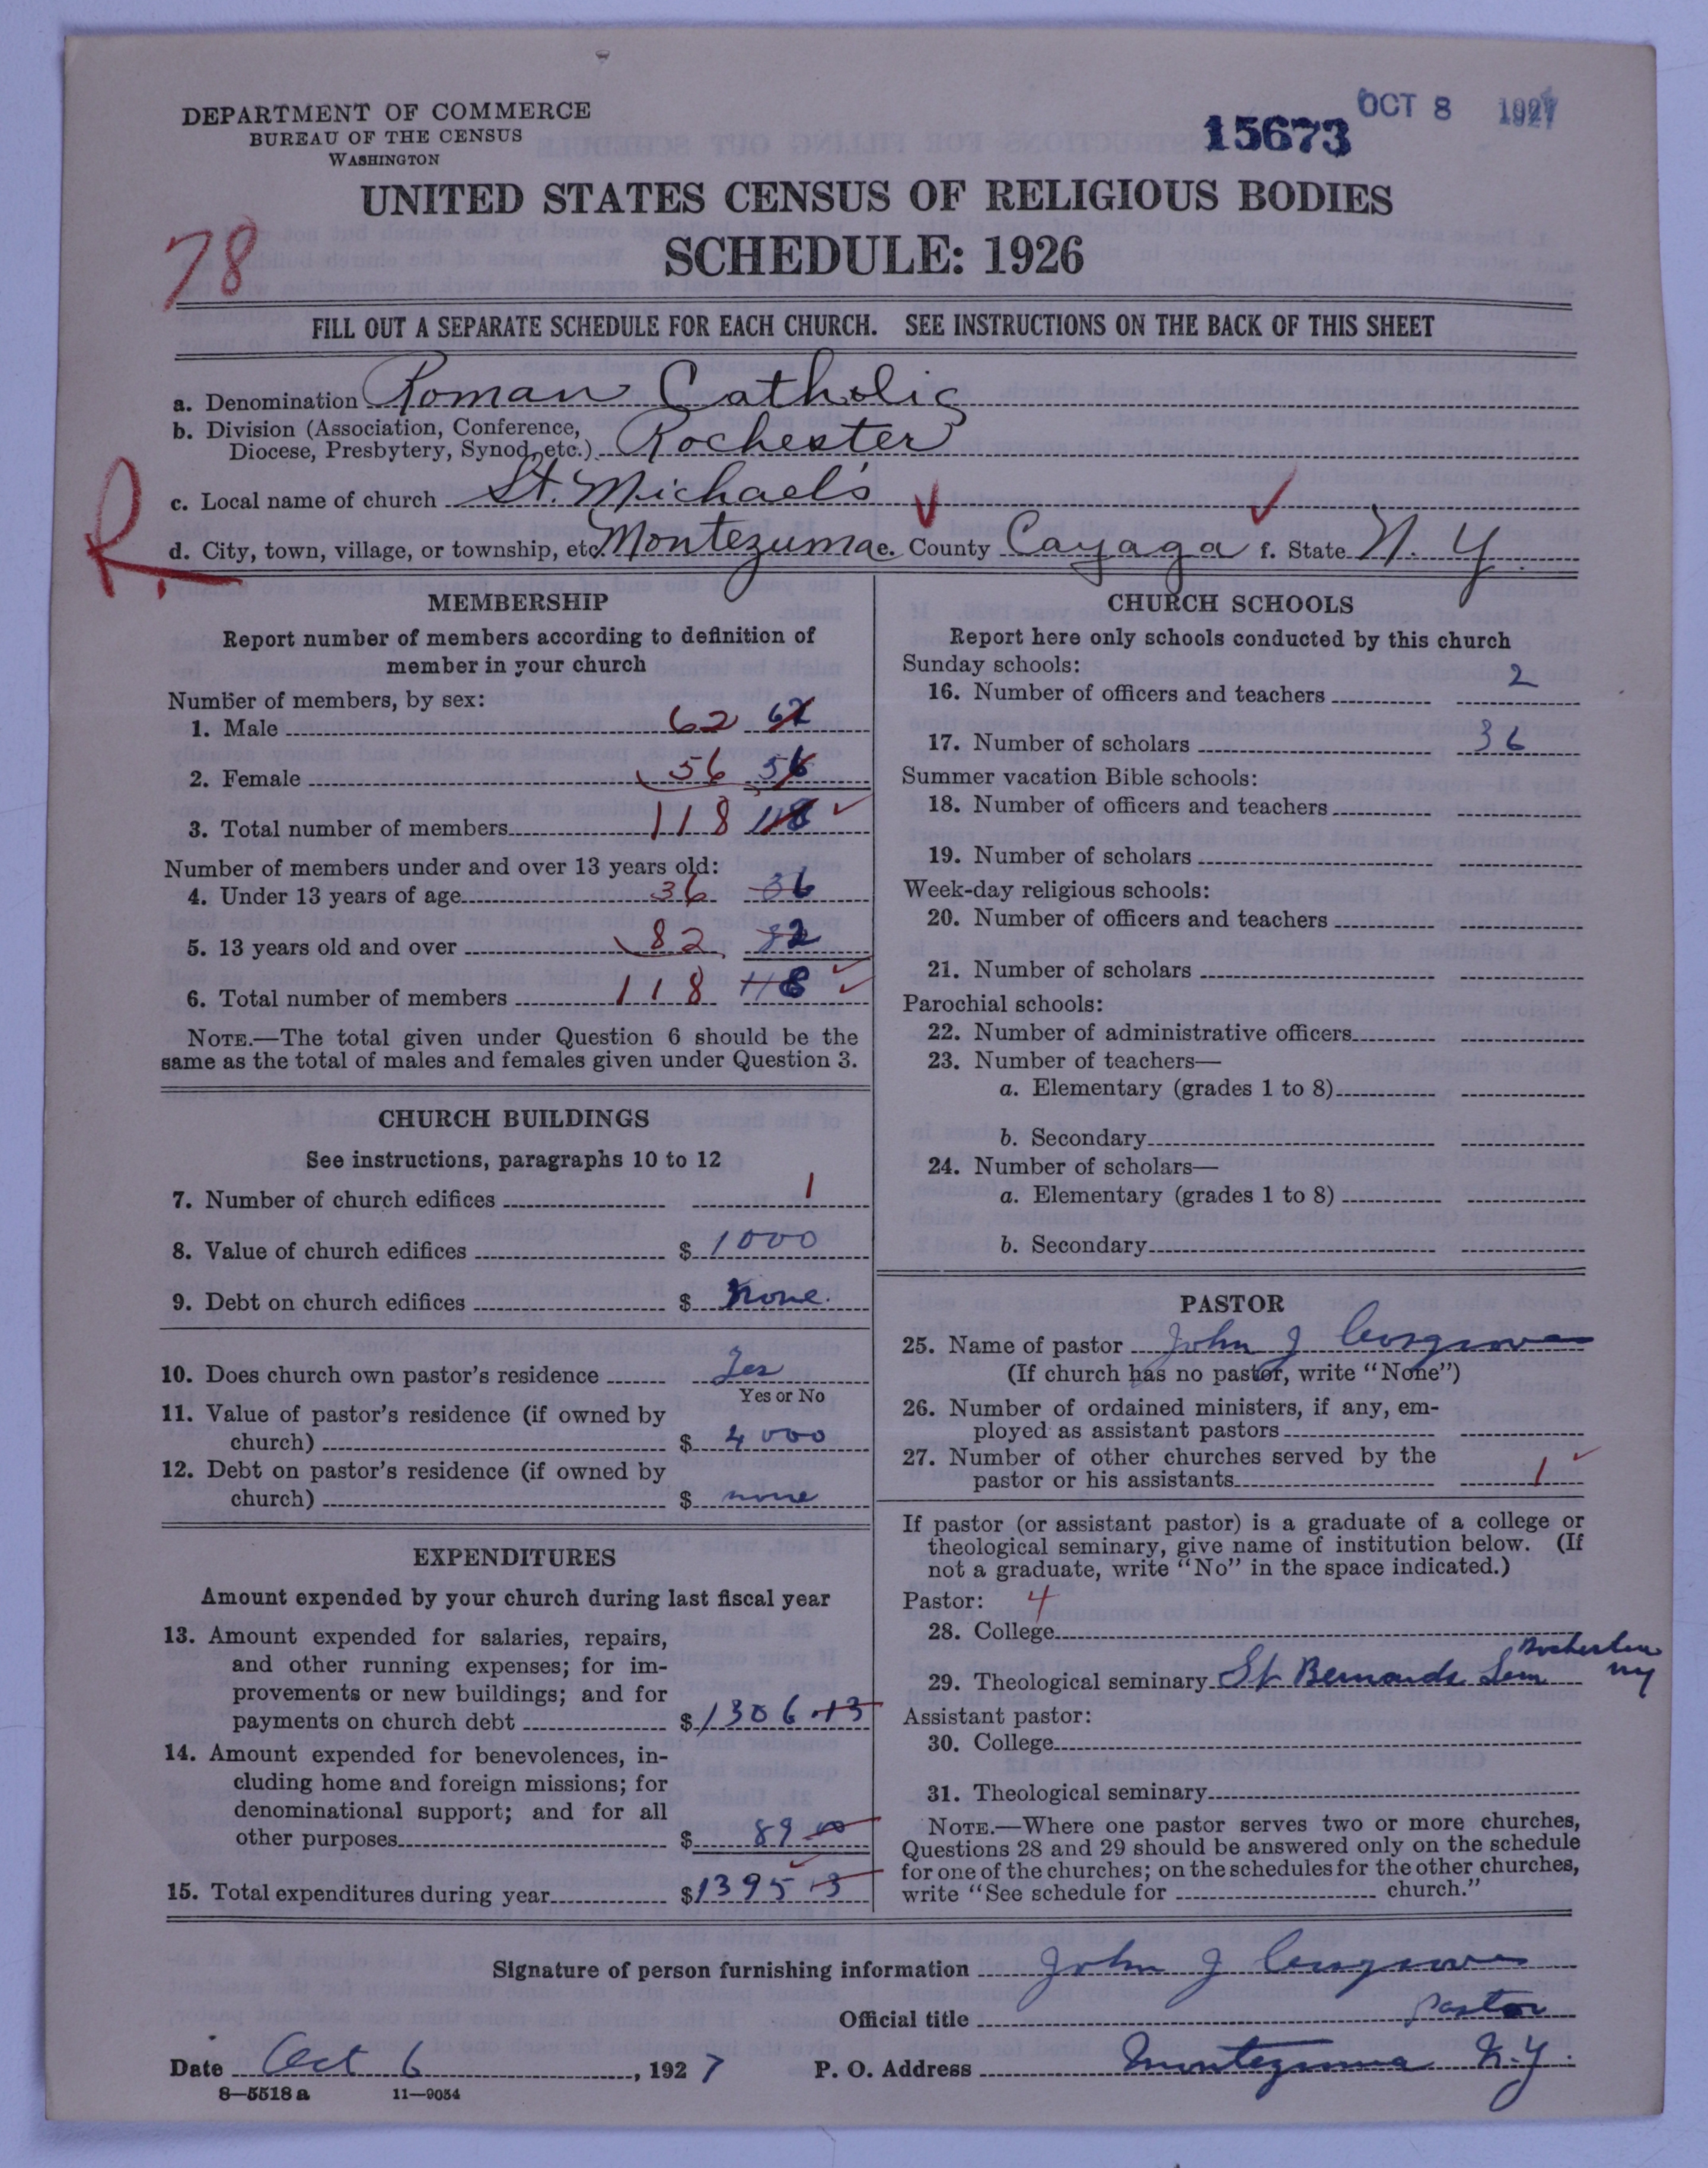 DEPARTMENT OF COMMERCE
BUREAU OF THE CENSUS
WASHINGTON
15673
OCT 8 1927
UNITED STATES CENSUS OF RELIGIOUS BODIES
78
SCHEDULE: 1926
FILL OUT A SEPARATE SCHEDULE FOR EACH CHURCH. SEE INSTRUCTIONS ON THE BACK OF THIS SHEET
a. Denomination Roman Catholic
b. Division (Association, Conference,
Diocese, Presbytery, Synod, etc.) Rochester
R.
c. Local name of church St. Michael's
d. City, town, village, or township, etc. Montezuma e. County Cayaga f. State N. Y.
MEMBERSHIP
Report number of members according to definition of
member in your church
Number of members, by sex:
1. Male 62 62
2. Female 56 56
3. Total number of members 118 118
Number of members under and over 13 years old:
4. Under 13 years of age 36 36
5. 13 years old and over 82 82
6. Total number of members 118 118
NOTE.—The total given under Question 6 should be the
same as the total of males and females given under Question 3.
CHURCH BUILDINGS
See instructions, paragraphs 10 to 12
7. Number of church edifices 1
8. Value of church edifices $ 1000
9. Debt on church edifices $ None.
10. Does church own pastor's residence Yes
Yes or No
11. Value of pastor's residence (if owned by
church) $ 4000
12. Debt on pastor's residence (if owned by
church) $ none
EXPENDITURES
Amount expended by your church during last fiscal year
13. Amount expended for salaries, repairs,
and other running expenses; for im-
provements or new buildings; and for
payments on church debt $ 1306.13
14. Amount expended for benevolences, in-
cluding home and foreign missions; for
denominational support; and for all
other purposes $ 89 00
15. Total expenditures during year $ 1395 13
CHURCH SCHOOLS
Report here only schools conducted by this church
Sunday schools:
16. Number of officers and teachers 2
17. Number of scholars 36
Summer vacation Bible schools:
18. Number of officers and teachers
19. Number of scholars
Week-day religious schools:
20. Number of officers and teachers
21. Number of scholars
Parochial schools:
22. Number of administrative officers
23. Number of teachers—
a. Elementary (grades 1 to 8)
b. Secondary
24. Number of scholars—
a. Elementary (grades 1 to 8)
b. Secondary
PASTOR
25. Name of pastor John J Cosgrove
(If church has no pastor, write "None")
26. Number of ordained ministers, if any, em-
ployed as assistant pastors
27. Number of other churches served by the
pastor or his assistants 1
If pastor (or assistant pastor) is a graduate of a college or
theological seminary, give name of institution below. (If
not a graduate, write "No" in the space indicated.)
Pastor: 4
28. College
29. Theological seminary St Bernards Sem Rochester NY
Assistant pastor:
30. College
31. Theological seminary
NOTE.—Where one pastor serves two or more churches,
Questions 28 and 29 should be answered only on the schedule
for one of the churches; on the schedules for the other churches,
write "See schedule for church."
Signature of person furnishing information John J Cosgrove
Official title Pastor
Date Oct 6, 1927 P. O. Address Montezuma N.Y.
8—5518 a 11—9054